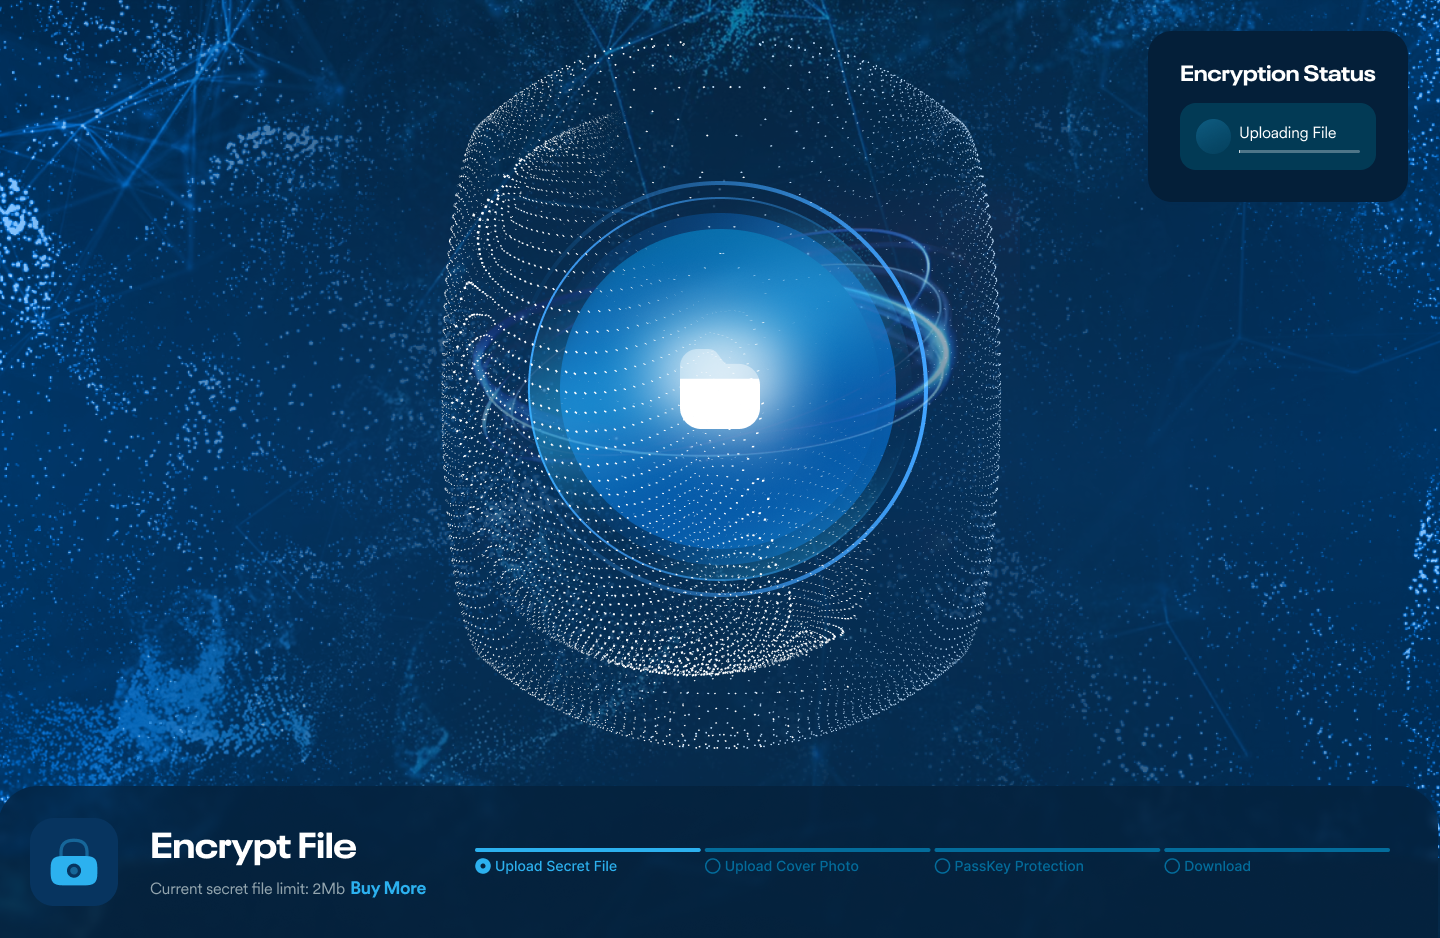 Encryption Status
Uploading File
Encrypt File
Current secret file limit: 2Mb Buy More
Upload Secret File
Upload Cover Photo
PassKey Protection
Download